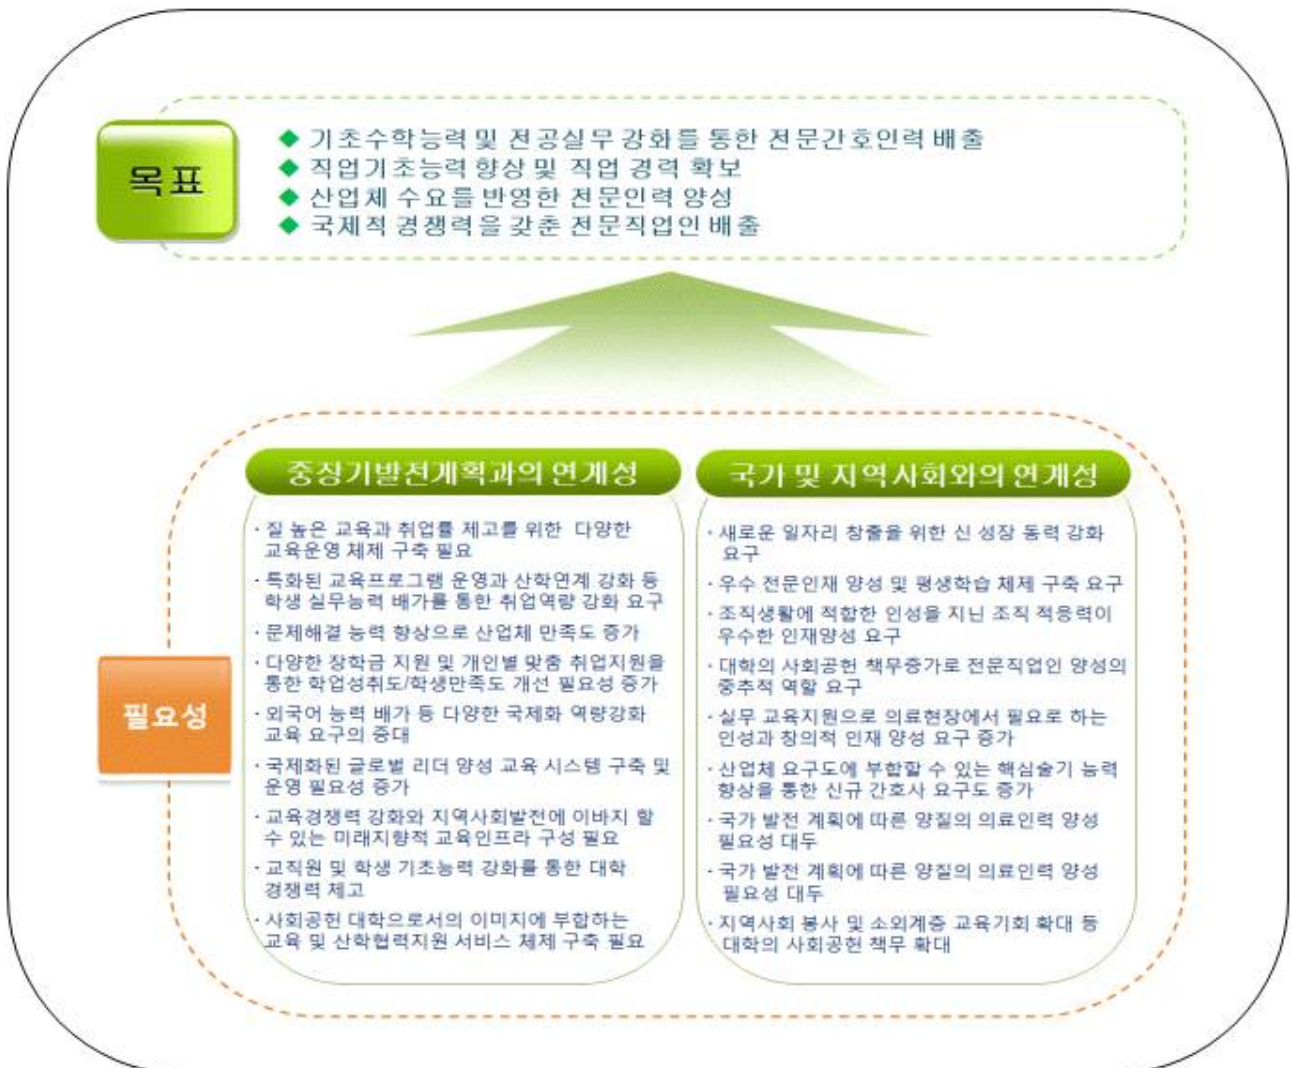 목표
◆ 기초수학능력 및 전공실무 강화를 통한 전문간호인력 배출
◆ 직업기초능력 향상 및 직업 경력 확보
◆ 산업체 수요를 반영한 전문인력 양성
◆ 국제적 경쟁력을 갖춘 전문직업인 배출
필요성
중장기발전계획과의 연계성
· 질 높은 교육과 취업률 제고를 위한 다양한
교육운영 체제 구축 필요
· 특화된 교육프로그램 운영과 산학연계 강화 등
학생 실무능력 배가를 통한 취업역량 강화 요구
· 문제해결 능력 향상으로 산업체 만족도 증가
· 다양한 장학금 지원 및 개인별 맞춤 취업지원을
통한 학업성취도/학생만족도 개선 필요성 증가
· 외국어 능력 배가 등 다양한 국제화 역량강화
교육 요구의 증대
· 국제화된 글로벌 리더 양성 교육 시스템 구축 및
운영 필요성 증가
· 교육경쟁력 강화와 지역사회발전에 이바지 할
수 있는 미래지향적 교육인프라 구성 필요
· 교직원 및 학생 기초능력 강화를 통한 대학
경쟁력 제고
· 사회공헌 대학으로서의 이미지에 부합하는
교육 및 산학협력지원 서비스 체제 구축 필요
국가 및 지역사회와의 연계성
· 새로운 일자리 창출을 위한 신 성장 동력 강화
요구
· 우수 전문인재 양성 및 평생학습 체제 구축 요구
· 조직생활에 적합한 인성을 지닌 조직 적응력이
우수한 인재양성 요구
· 대학의 사회공헌 책무증가로 전문직업인 양성의
중추적 역할 요구
· 실무 교육지원으로 의료현장에서 필요로 하는
인성과 창의적 인재 양성 요구 증가
· 산업체 요구도에 부합할 수 있는 핵심술기 능력
향상을 통한 신규 간호사 요구도 증가
· 국가 발전 계획에 따른 양질의 의료인력 양성
필요성 대두
· 국가 발전 계획에 따른 양질의 의료인력 양성
필요성 대두
· 지역사회 봉사 및 소외계층 교육기회 확대 등
대학의 사회공헌 책무 확대